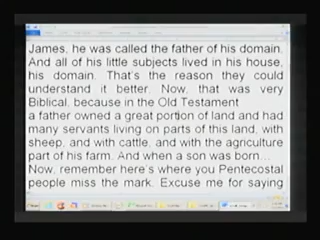 James, he was called the father of his domain.
And all of his little subjects lived in his house,
his domain. That's the reason they could
understand it better. Now, that was very
Biblical, because in the Old Testament
a father owned a great portion of land and had
many servants living on parts of this land, with
sheep, and with cattle, and with the agriculture
part of his farm. And when a son was born...
Now, remember here's where you Pentecostal
people miss the mark. Excuse me for saying